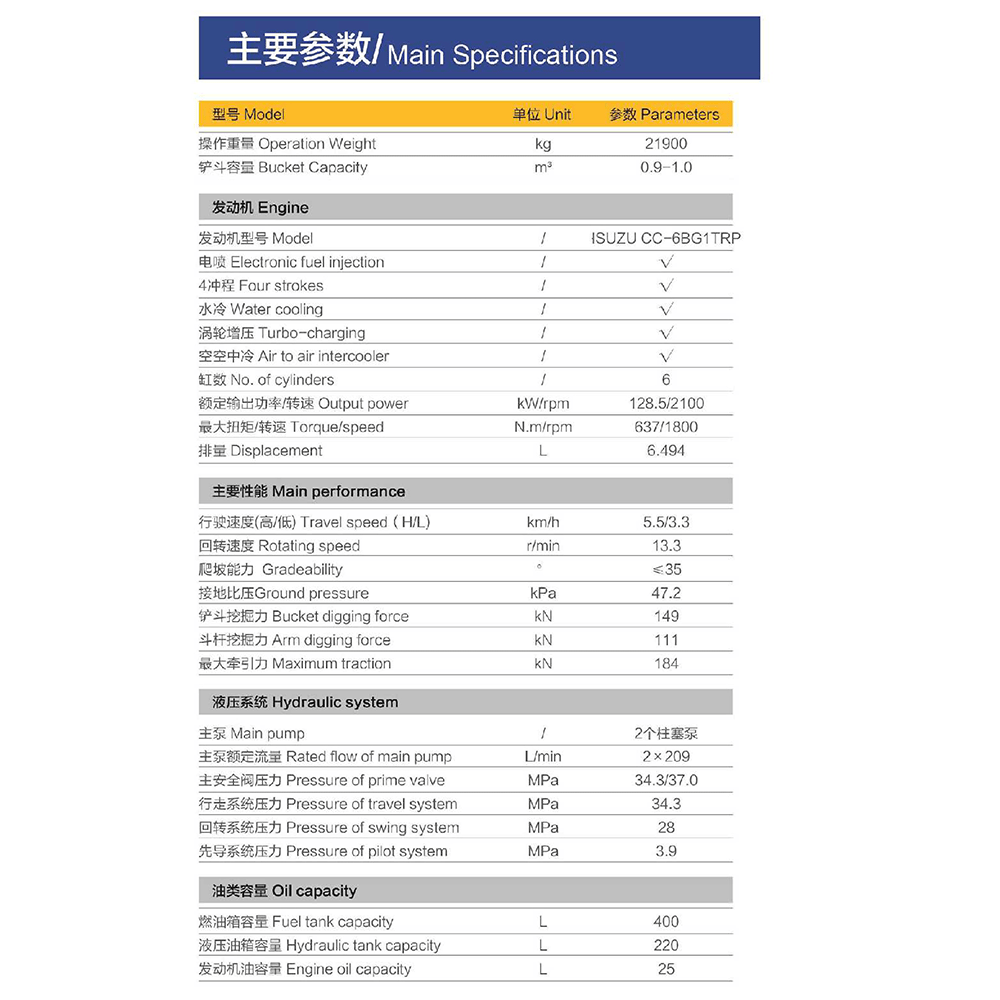 主要参数/Main Specifications
型号 Model 单位 Unit 参数 Parameters
操作重量 Operation Weight kg 21900
铲斗容量 Bucket Capacity m³ 0.9-1.0
发动机 Engine
发动机型号 Model / ISUZU CC-6BG1TRP
电喷 Electronic fuel injection / √
4冲程 Four strokes / √
水冷 Water cooling / √
涡轮增压 Turbo-charging / √
空空中冷 Air to air intercooler / √
缸数 No. of cylinders / 6
额定输出功率/转速 Output power kW/rpm 128.5/2100
最大扭矩/转速 Torque/speed N.m/rpm 637/1800
排量 Displacement L 6.494
主要性能 Main performance
行驶速度(高/低) Travel speed ( H/L) km/h 5.5/3.3
回转速度 Rotating speed r/min 13.3
爬坡能力 Gradeability ° ≤35
接地比压Ground pressure kPa 47.2
铲斗挖掘力 Bucket digging force kN 149
斗杆挖掘力 Arm digging force kN 111
最大牵引力 Maximum traction kN 184
液压系统 Hydraulic system
主泵 Main pump / 2个柱塞泵
主泵额定流量 Rated flow of main pump L/min 2×209
主安全阀压力 Pressure of prime valve MPa 34.3/37.0
行走系统压力 Pressure of travel system MPa 34.3
回转系统压力 Pressure of swing system MPa 28
先导系统压力 Pressure of pilot system MPa 3.9
油类容量 Oil capacity
燃油箱容量 Fuel tank capacity L 400
液压油箱容量 Hydraulic tank capacity L 220
发动机油容量 Engine oil capacity L 25